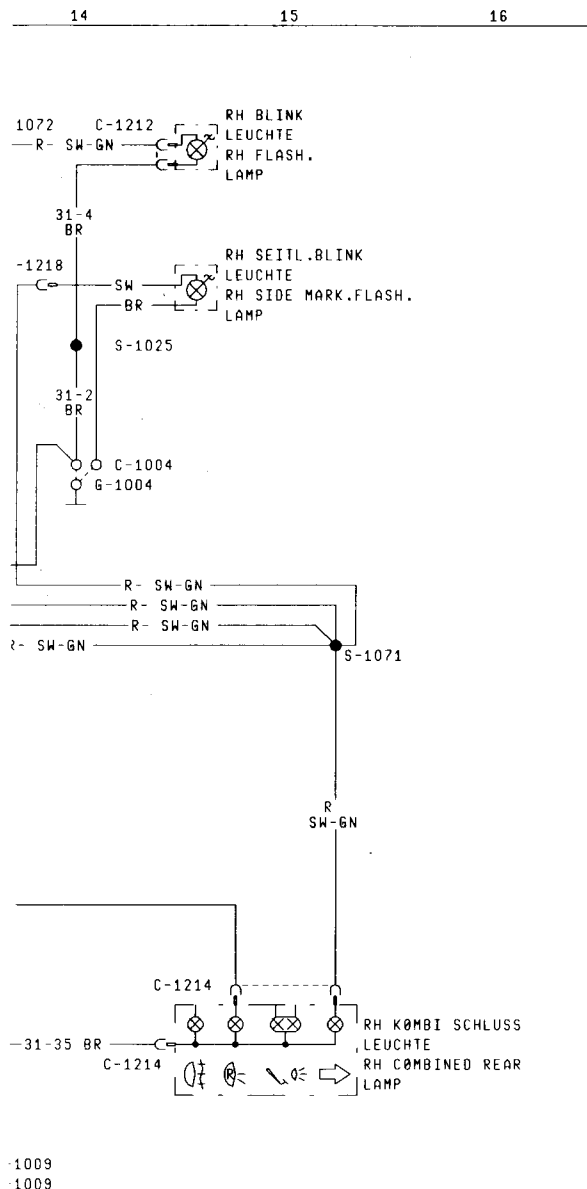 14 15 16
1072 C-1212 RH BLINK
LEUCHTE
R- SW-GN RH FLASH.
LAMP
31-4
BR
-1218 RH SEITL.BLINK
LEUCHTE
SW RH SIDE MARK.FLASH.
BR LAMP
S-1025
31-2
BR
C-1004
G-1004
R- SW-GN
R- SW-GN
R- SW-GN
R- SW-GN
S-1071
R
SW-GN
C-1214
RH KOMBI SCHLUSS
31-35 BR LEUCHTE
C-1214 RH COMBINED REAR
LAMP
R
-1009
-1009